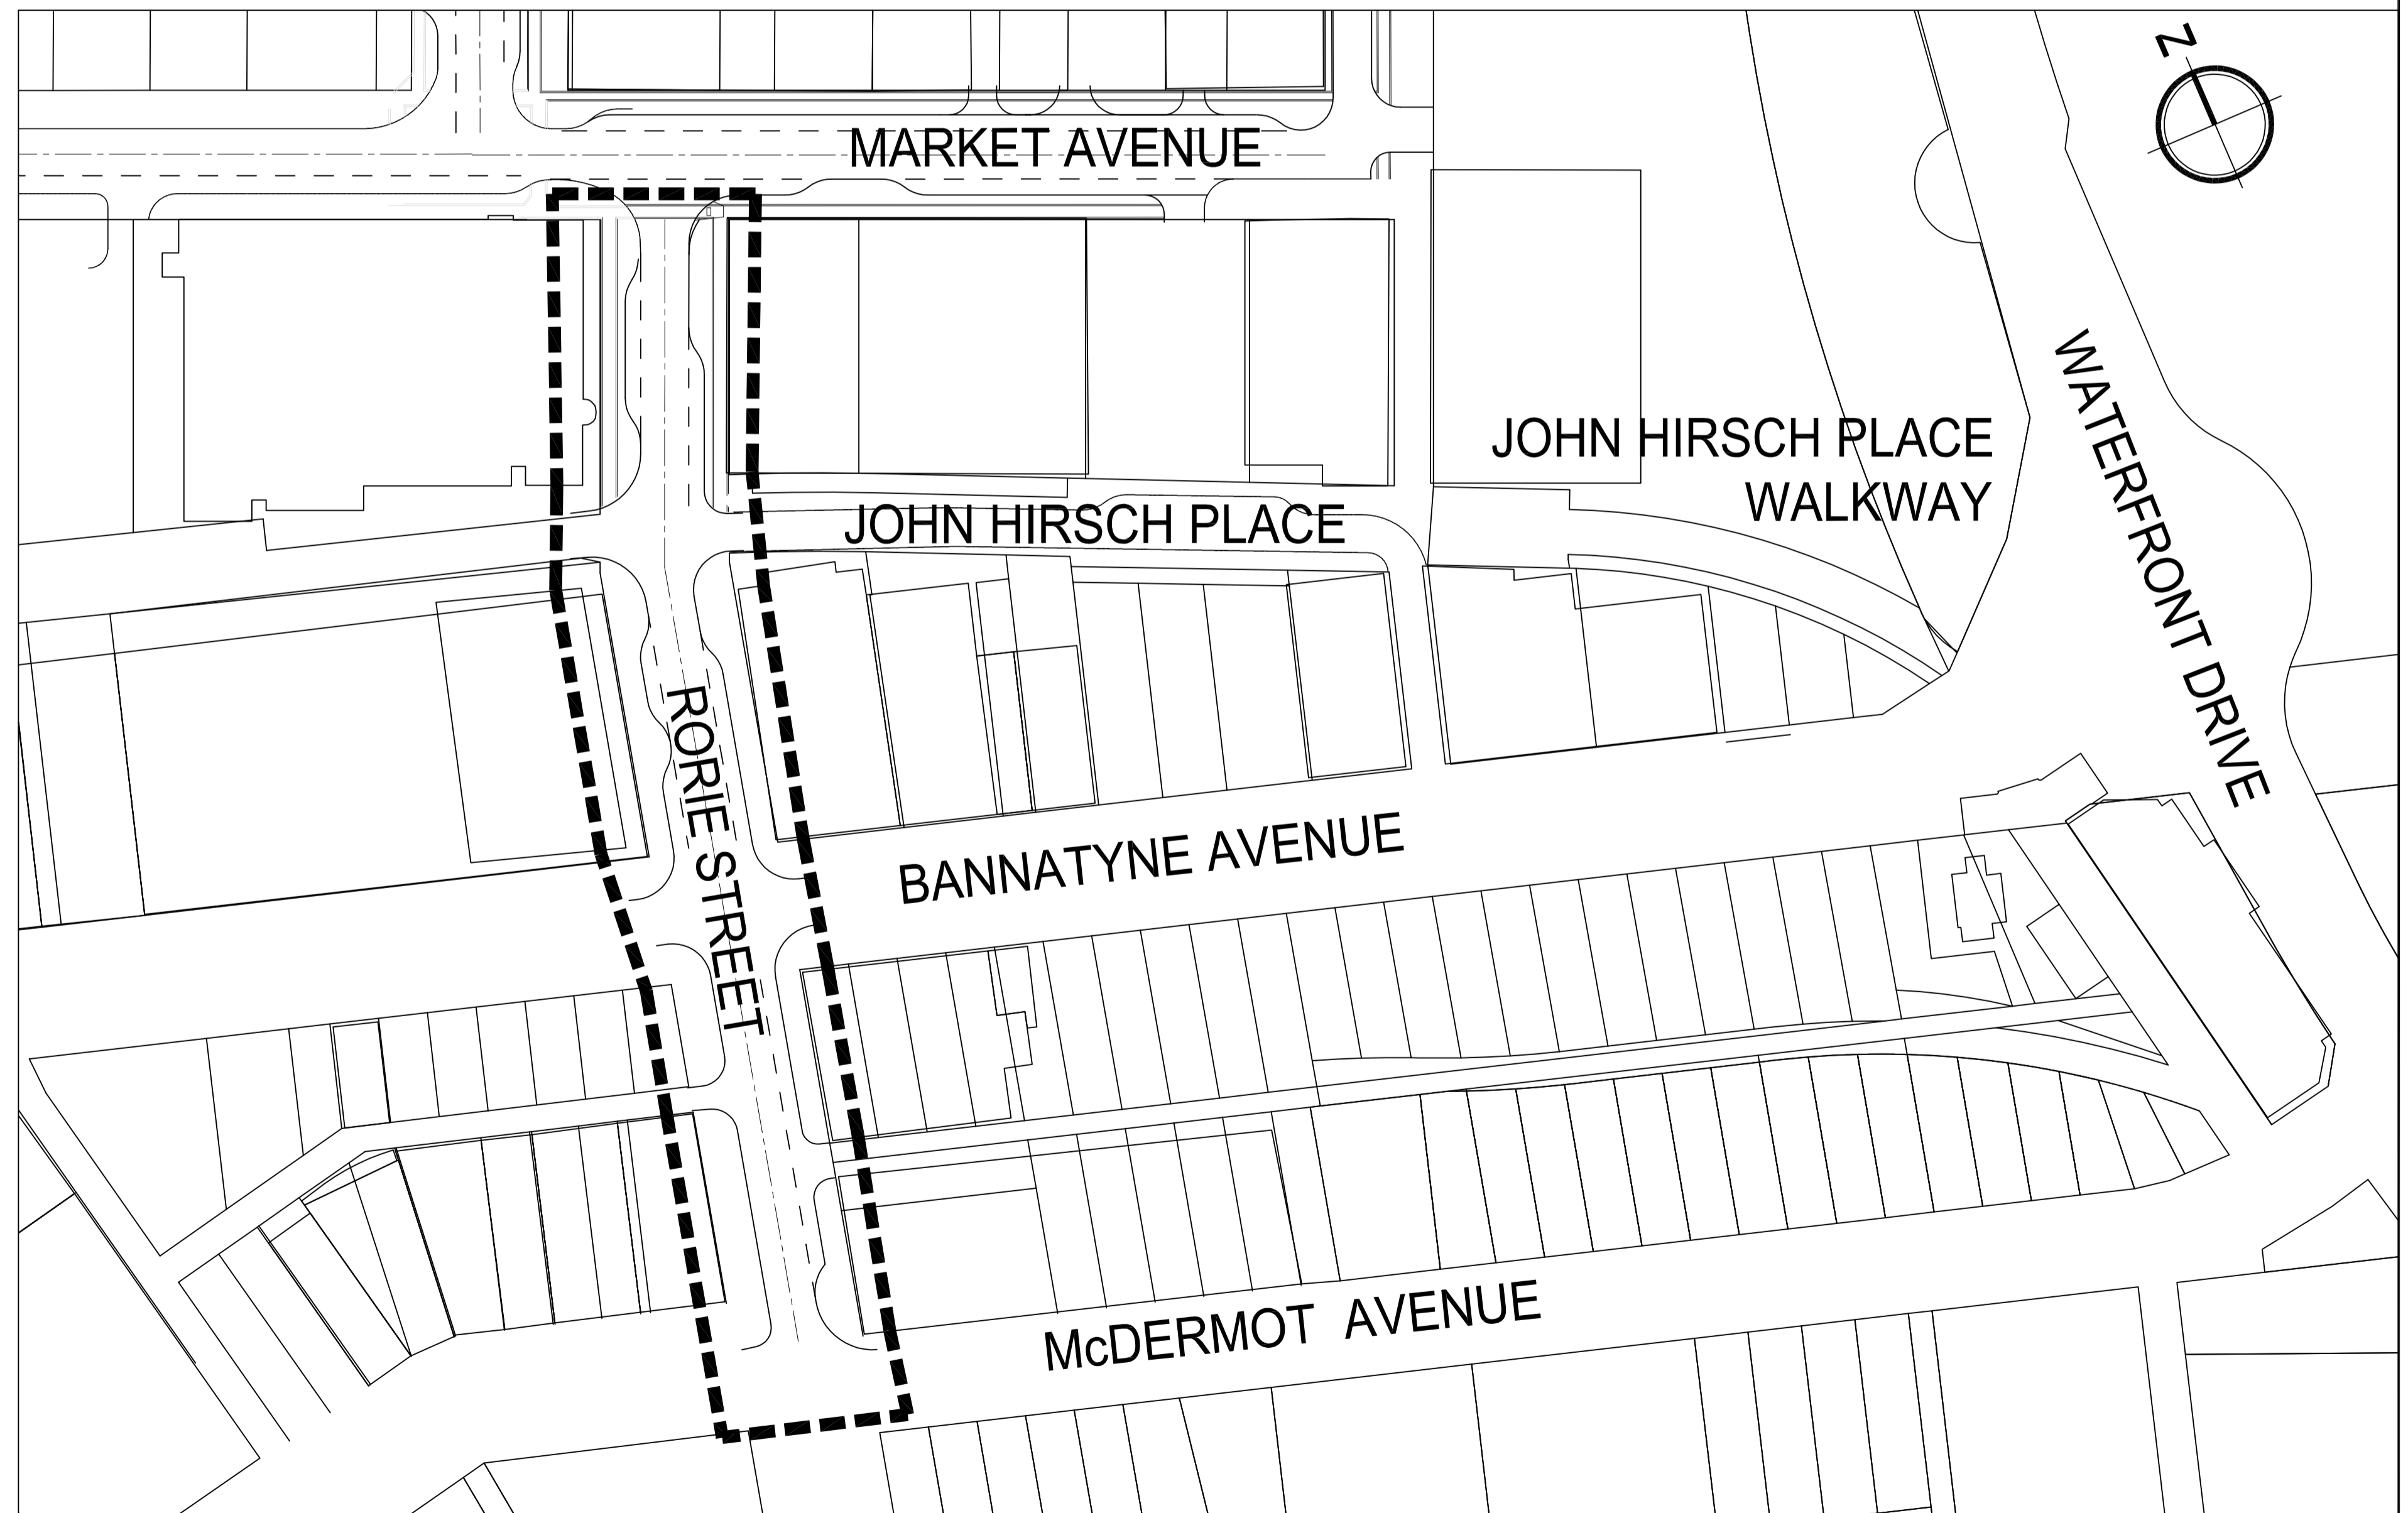 N
MARKET AVENUE
JOHN HIRSCH PLACE
WALKWAY
JOHN HIRSCH PLACE
WATERFRONT DRIVE
RORIE STREET
BANNATYNE AVENUE
McDERMOT AVENUE